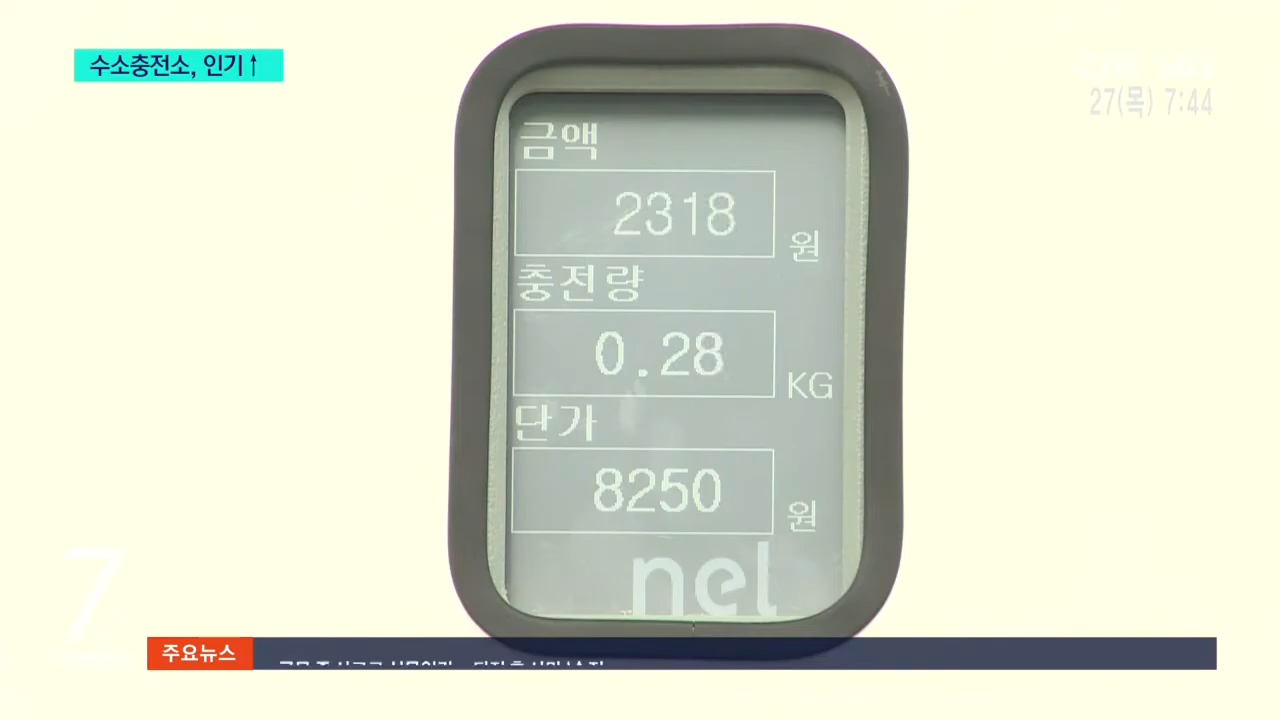 수소충전소, 인기↑
27(목) 7:44
금액
2318 원
충전량
0.28 KG
단가
8250 원
nel
7
주요뉴스